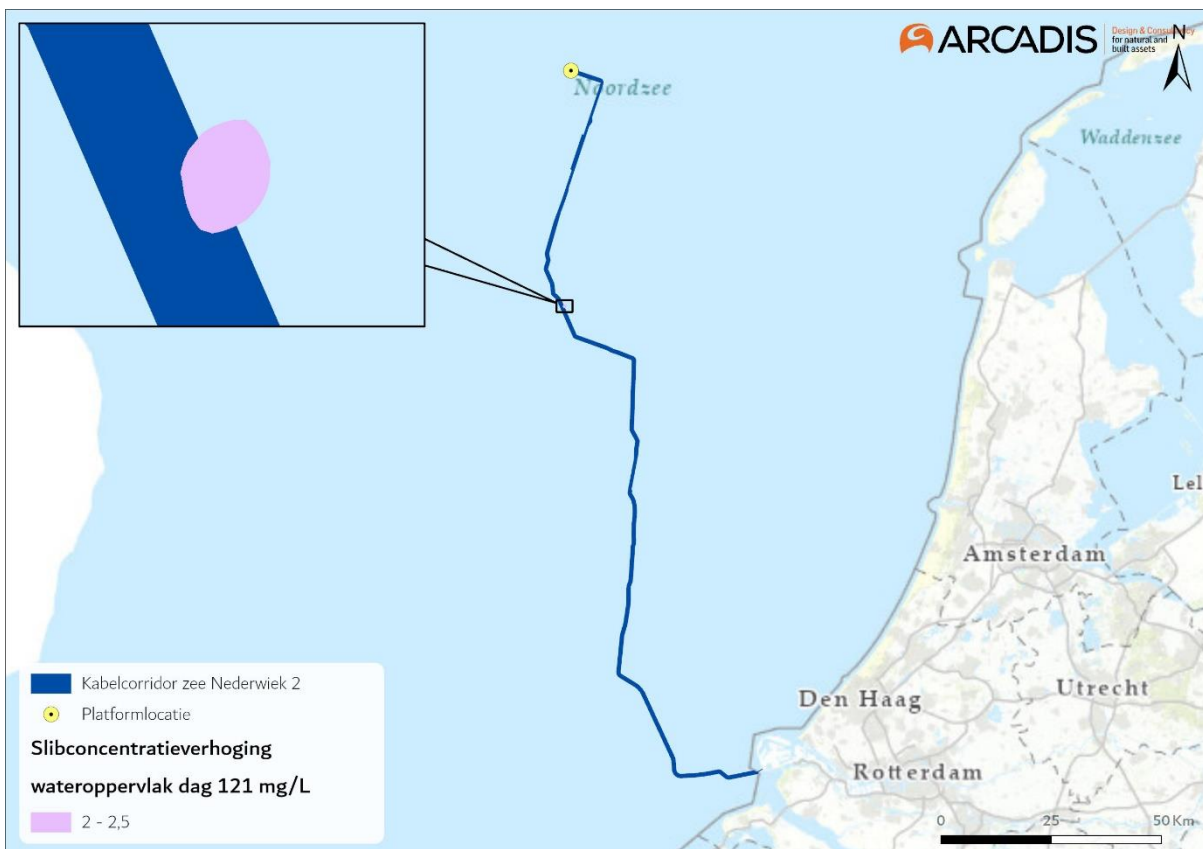 ARCADIS
Design & Consultancy
for natural and
built assets
N
Noordzee
Waddenzee
Lel
Amsterdam
Den Haag
Utrecht
Rotterdam
Kabelcorridor zee Nederwiek 2
Platformlocatie
Slibconcentratieverhoging
wateroppervlak dag 121 mg/L
2 - 2,5
0 25 50 Km